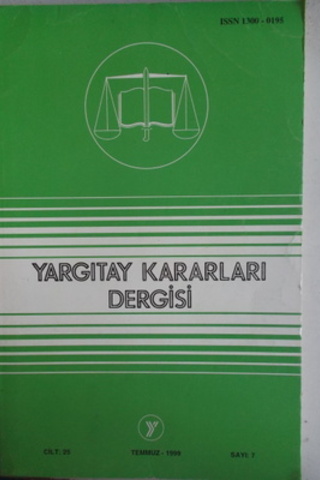 ISSN 1300 - 0195
YARGITAY KARARLARI
DERGİSİ
CİLT: 25 TEMMUZ - 1999 SAYI: 7